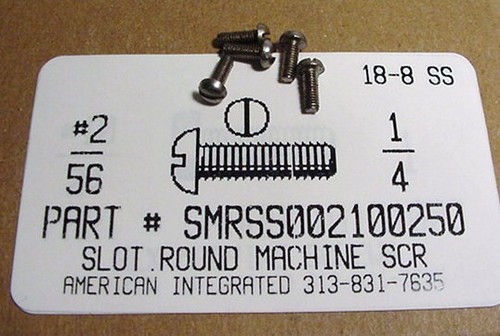 18-8 SS
#2
56
1
4
PART # SMRSS002100250
SLOT.ROUND MACHINE SCR
AMERICAN INTEGRATED 313-831-7635